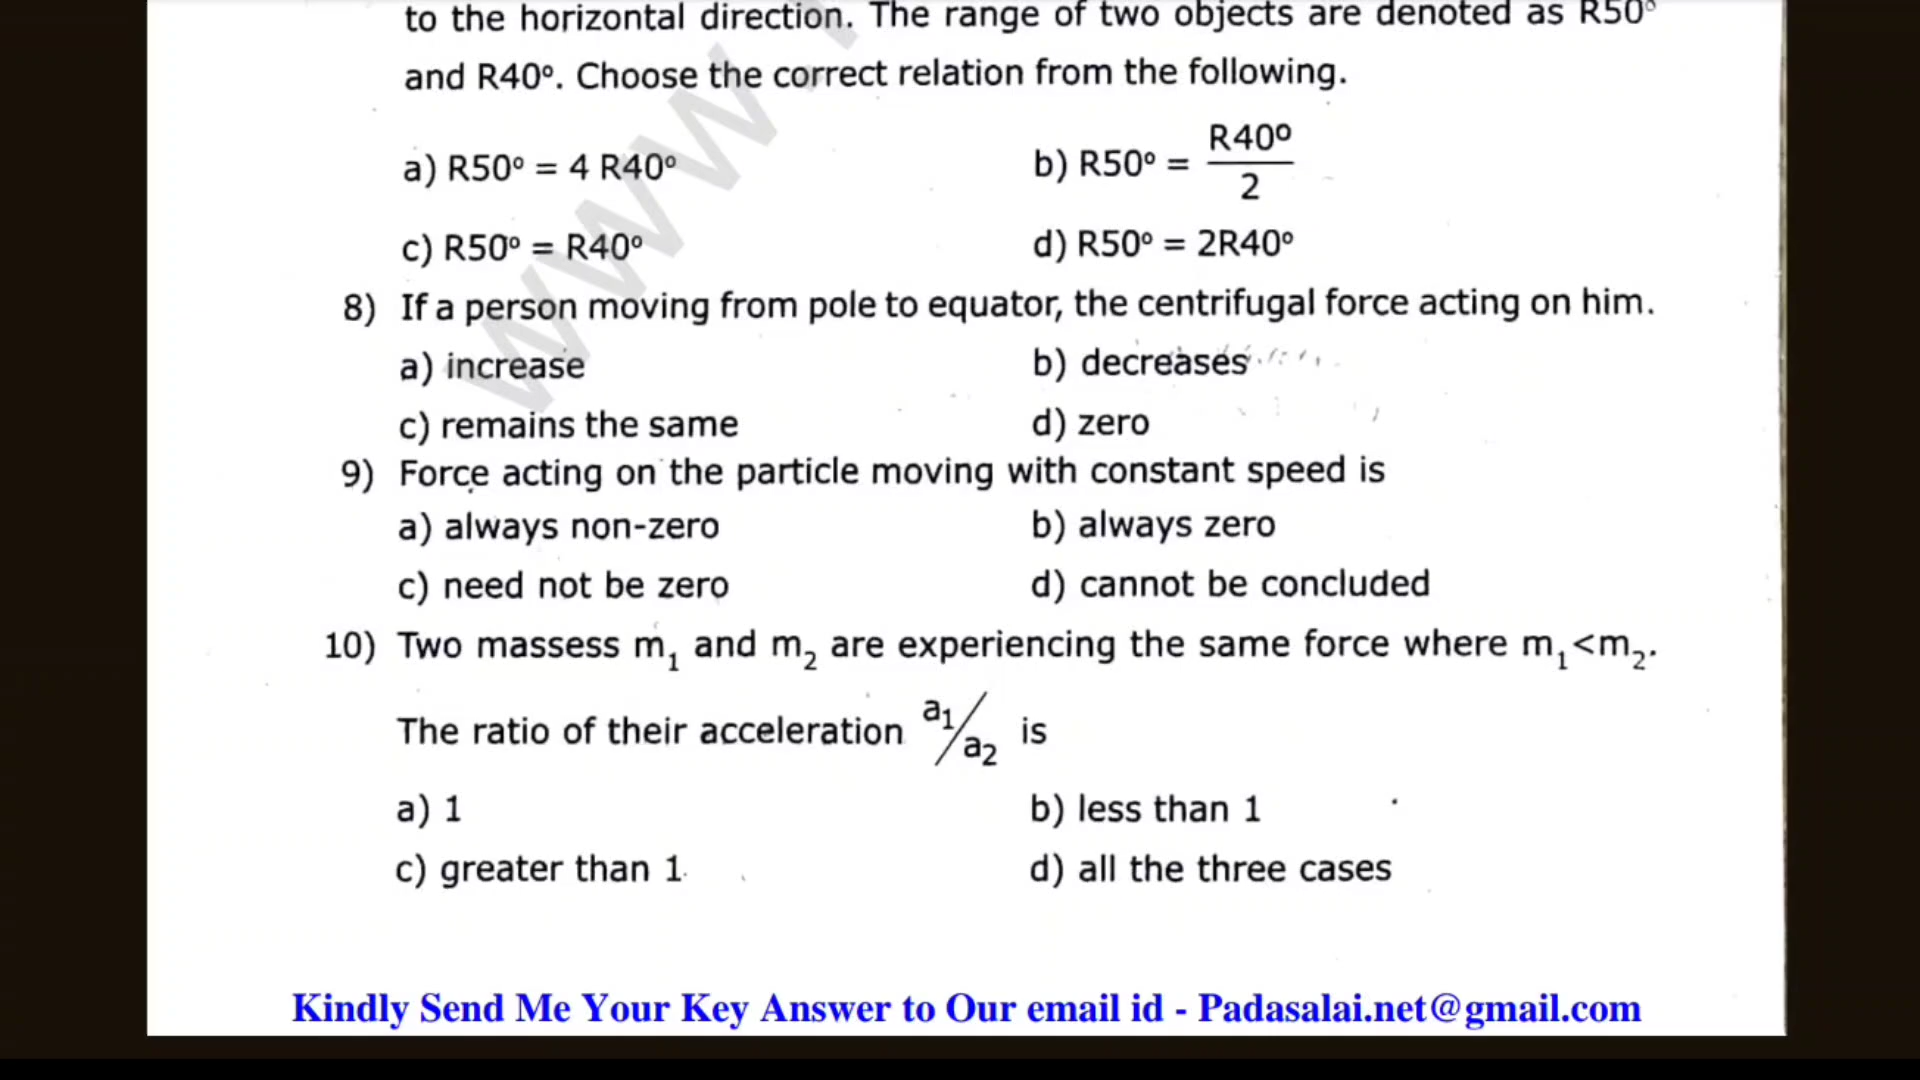 to the horizontal direction. The range of two objects are denoted as R50°
and R40°. Choose the correct relation from the following.
a) R50° = 4 R40°
b) R50° = R40° / 2
c) R50° = R40°
d) R50° = 2R40°
8) If a person moving from pole to equator, the centrifugal force acting on him.
a) increase
b) decreases
c) remains the same
d) zero
9) Force acting on the particle moving with constant speed is
a) always non-zero
b) always zero
c) need not be zero
d) cannot be concluded
10) Two massess m₁ and m₂ are experiencing the same force where m₁<m₂.
The ratio of their acceleration a₁/a₂ is
a) 1
b) less than 1
c) greater than 1
d) all the three cases
Kindly Send Me Your Key Answer to Our email id - Padasalai.net@gmail.com
www.